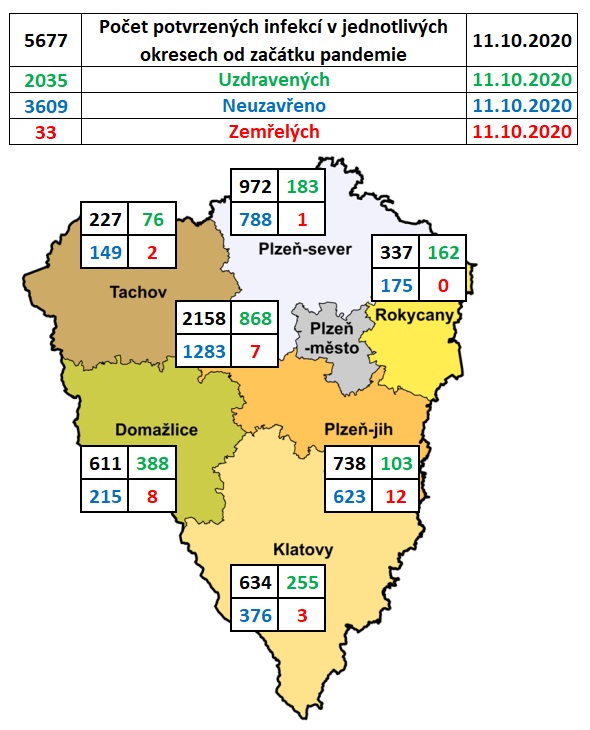 5677 Počet potvrzených infekcí v jednotlivých okresech od začátku pandemie 11.10.2020
2035 Uzdravených 11.10.2020
3609 Neuzavřeno 11.10.2020
33 Zemřelých 11.10.2020
972 183
788 1
Plzeň-sever
227 76
149 2
Tachov
337 162
175 0
Rokycany
2158 868
1283 7
Plzeň
-město
Domažlice
611 388
215 8
Plzeň-jih
738 103
623 12
Klatovy
634 255
376 3